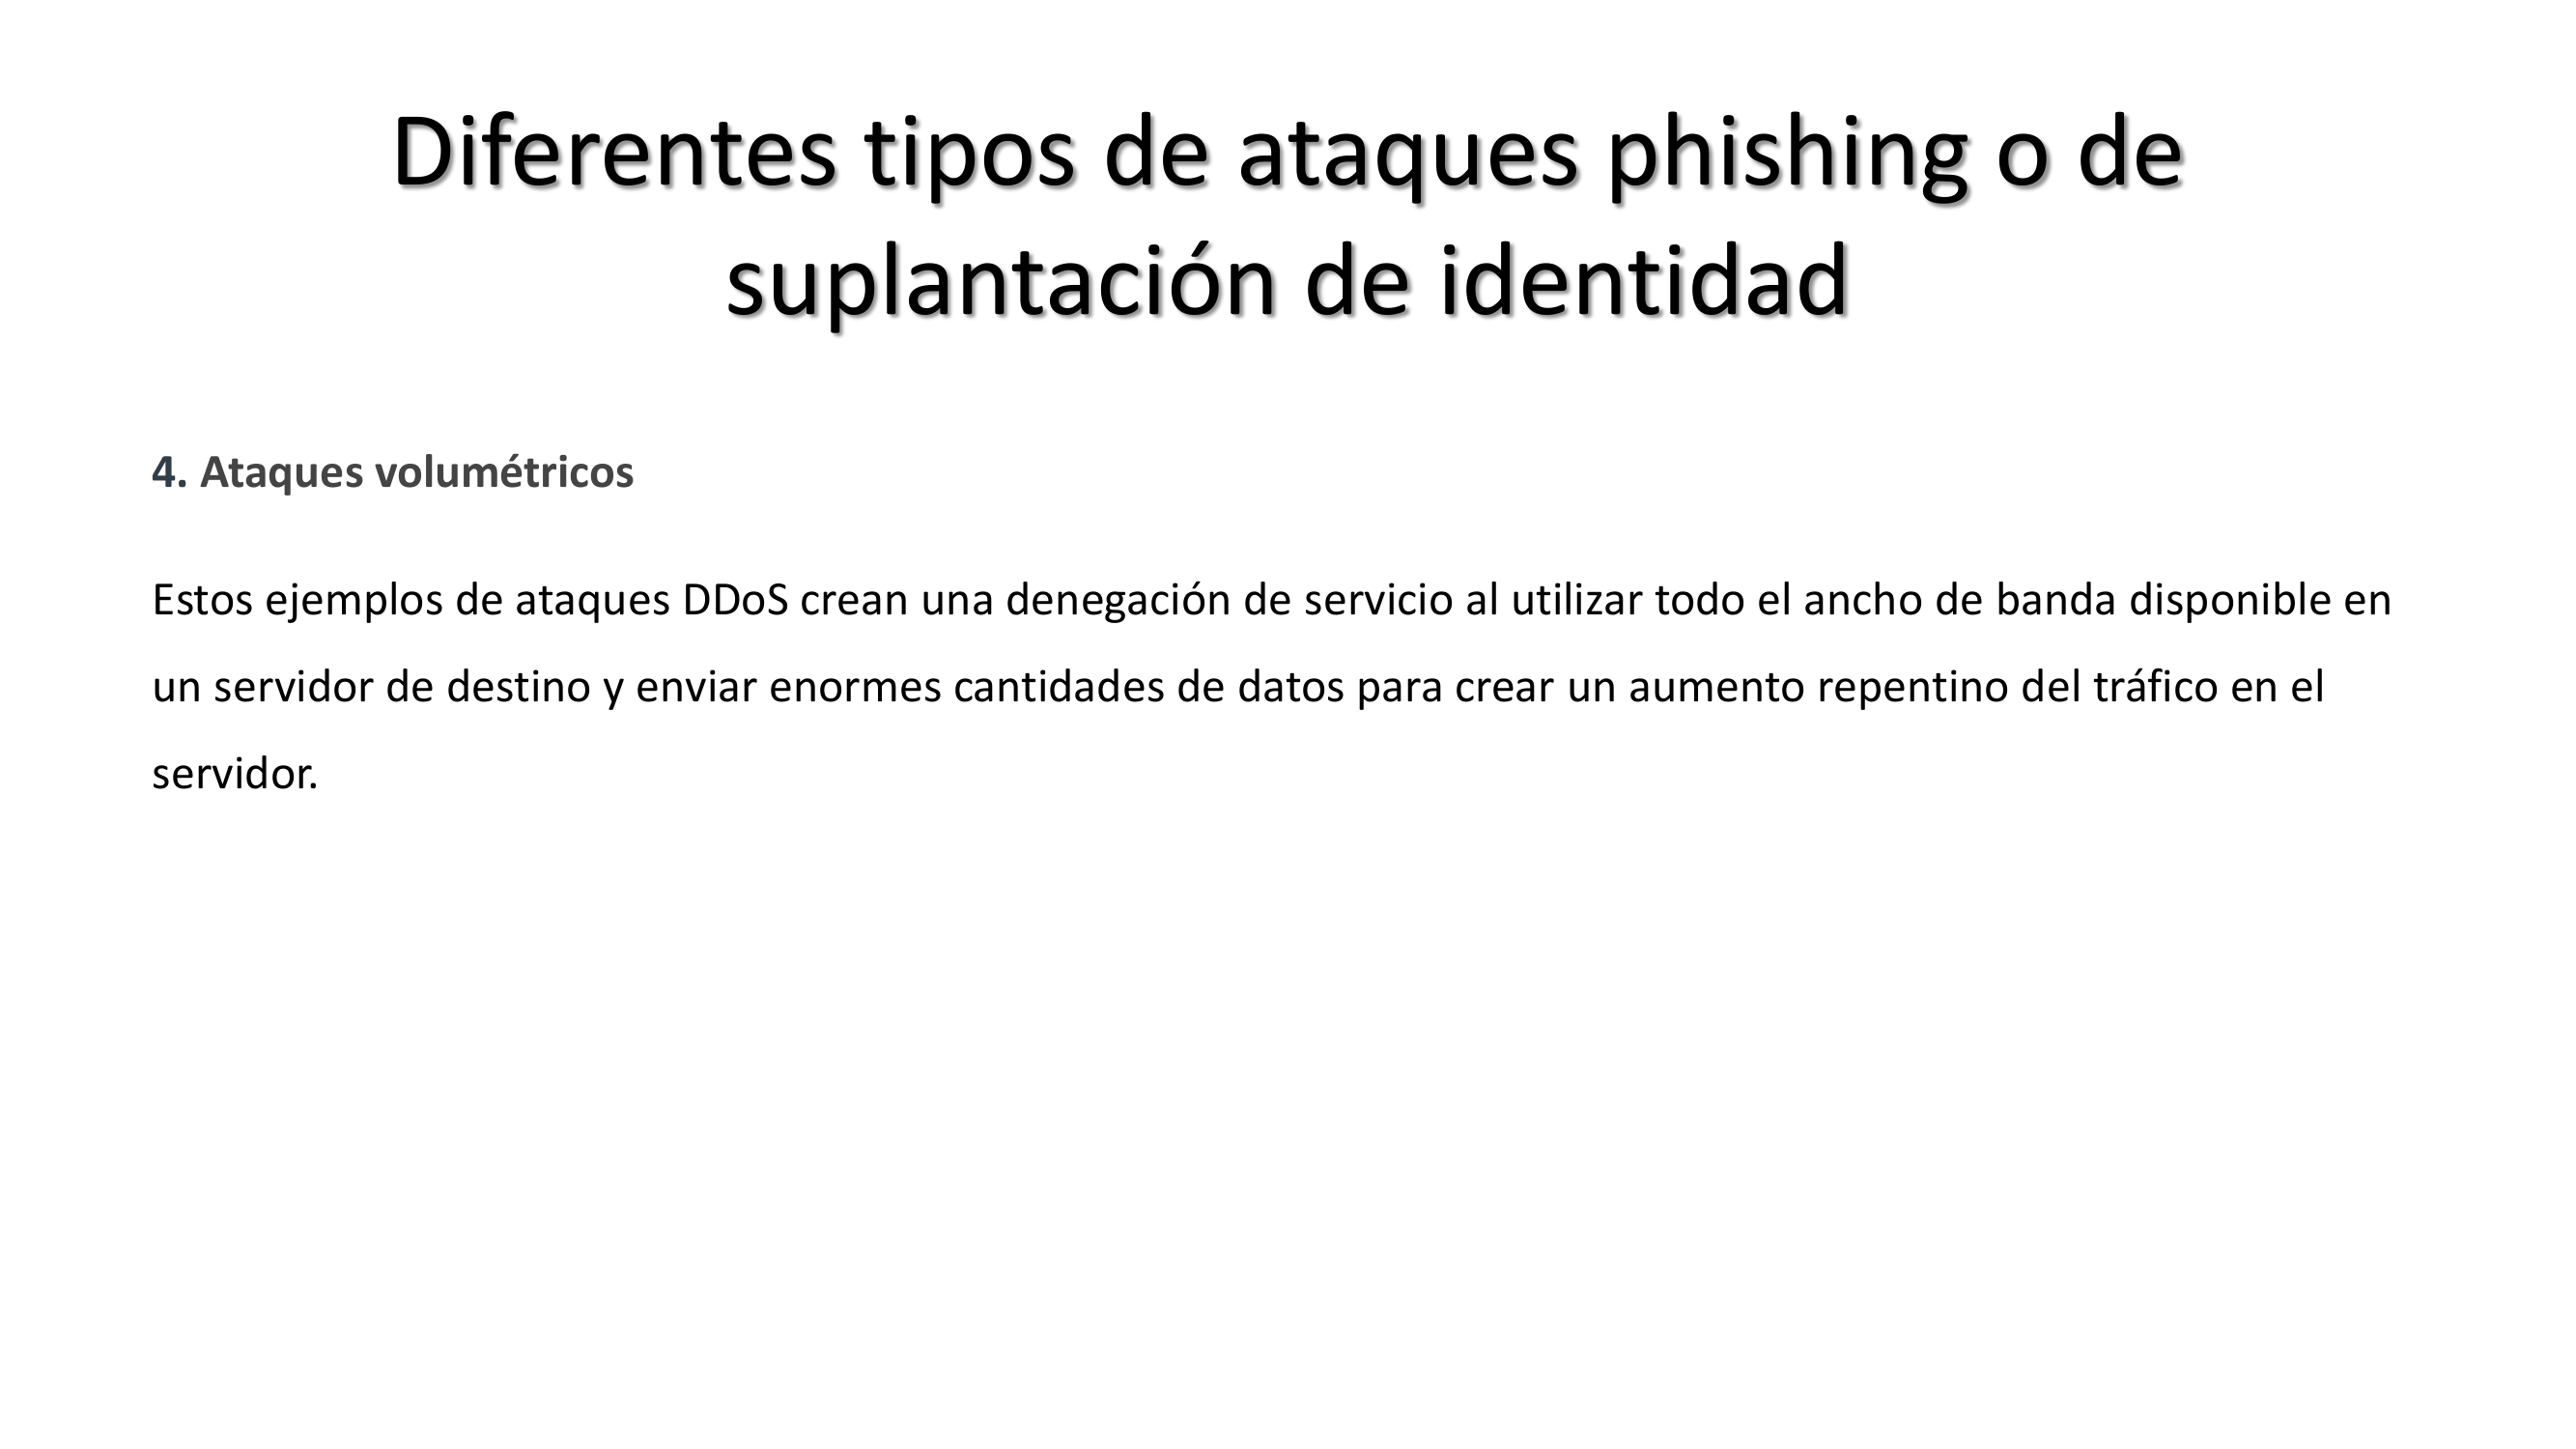 Diferentes tipos de ataques phishing o de
suplantación de identidad
4. Ataques volumétricos
Estos ejemplos de ataques DDoS crean una denegación de servicio al utilizar todo el ancho de banda disponible en
un servidor de destino y enviar enormes cantidades de datos para crear un aumento repentino del tráfico en el
servidor.